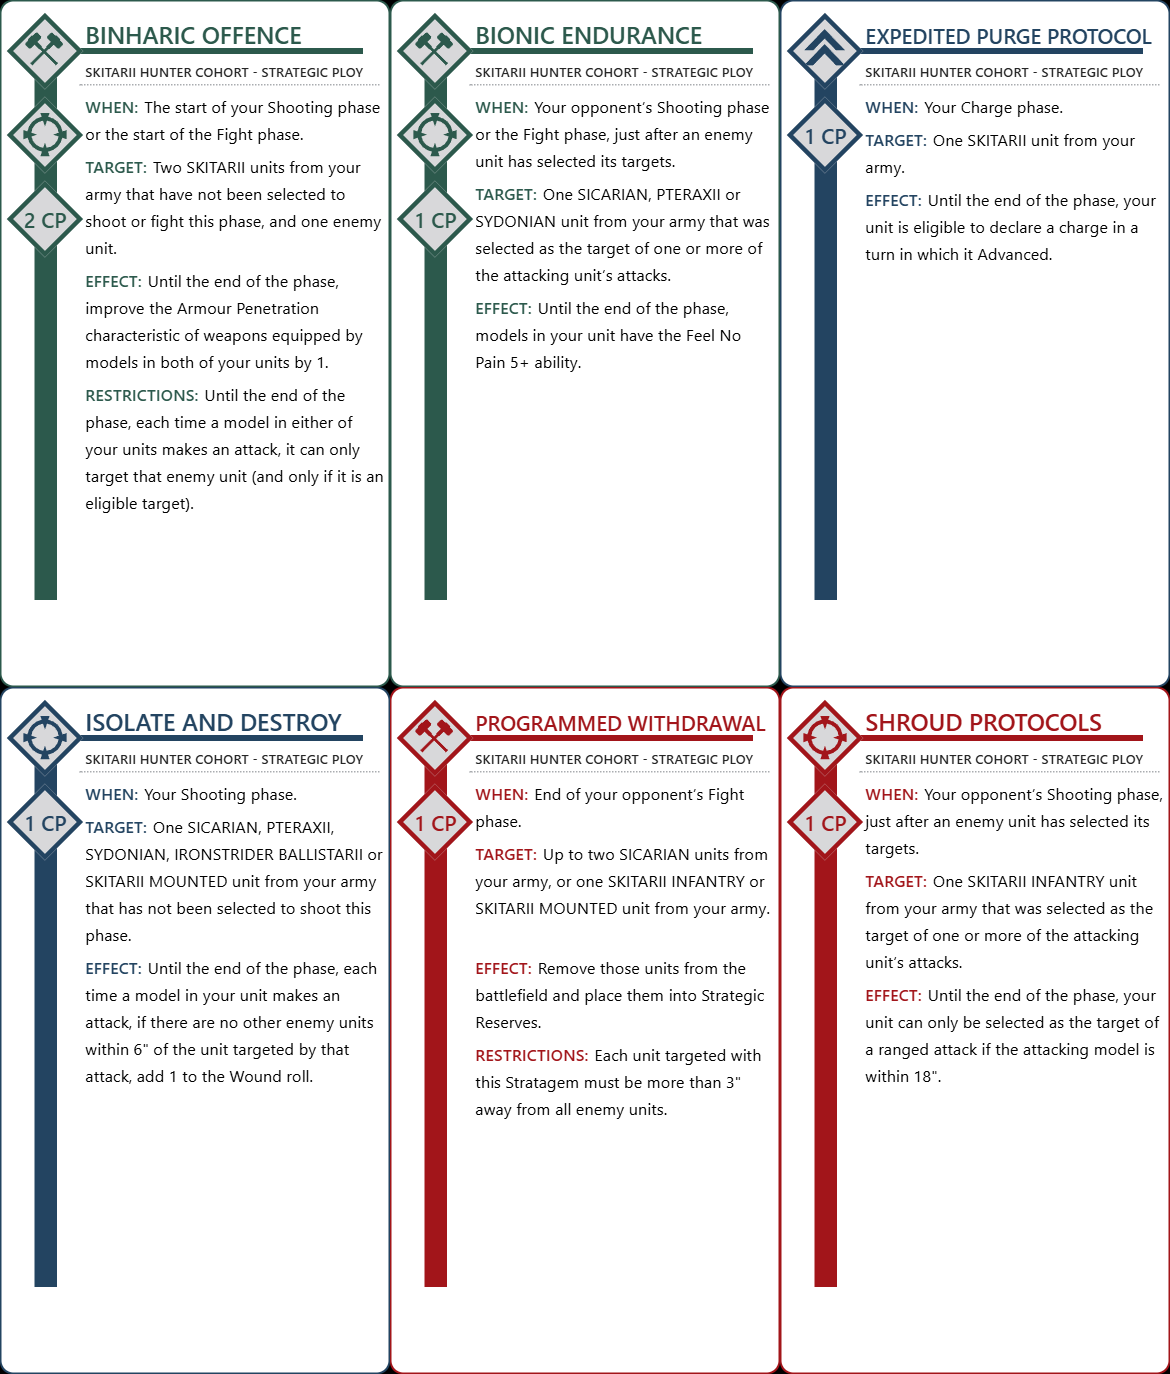 BINHARIC OFFENCE
SKITARII HUNTER COHORT - STRATEGIC PLOY
2 CP
WHEN: The start of your Shooting phase
or the start of the Fight phase.
TARGET: Two SKITARII units from your
army that have not been selected to
shoot or fight this phase, and one enemy
unit.
EFFECT: Until the end of the phase,
improve the Armour Penetration
characteristic of weapons equipped by
models in both of your units by 1.
RESTRICTIONS: Until the end of the
phase, each time a model in either of
your units makes an attack, it can only
target that enemy unit (and only if it is an
eligible target).
BIONIC ENDURANCE
SKITARII HUNTER COHORT - STRATEGIC PLOY
1 CP
WHEN: Your opponent's Shooting phase
or the Fight phase, just after an enemy
unit has selected its targets.
TARGET: One SICARIAN, PTERAXII or
SYDONIAN unit from your army that was
selected as the target of one or more of
the attacking unit's attacks.
EFFECT: Until the end of the phase,
models in your unit have the Feel No
Pain 5+ ability.
EXPEDITED PURGE PROTOCOL
SKITARII HUNTER COHORT - STRATEGIC PLOY
1 CP
WHEN: Your Charge phase.
TARGET: One SKITARII unit from your
army.
EFFECT: Until the end of the phase, your
unit is eligible to declare a charge in a
turn in which it Advanced.
ISOLATE AND DESTROY
SKITARII HUNTER COHORT - STRATEGIC PLOY
1 CP
WHEN: Your Shooting phase.
TARGET: One SICARIAN, PTERAXII,
SYDONIAN, IRONSTRIDER BALLISTARII or
SKITARII MOUNTED unit from your army
that has not been selected to shoot this
phase.
EFFECT: Until the end of the phase, each
time a model in your unit makes an
attack, if there are no other enemy units
within 6" of the unit targeted by that
attack, add 1 to the Wound roll.
PROGRAMMED WITHDRAWAL
SKITARII HUNTER COHORT - STRATEGIC PLOY
1 CP
WHEN: End of your opponent's Fight
phase.
TARGET: Up to two SICARIAN units from
your army, or one SKITARII INFANTRY or
SKITARII MOUNTED unit from your army.
EFFECT: Remove those units from the
battlefield and place them into Strategic
Reserves.
RESTRICTIONS: Each unit targeted with
this Stratagem must be more than 3"
away from all enemy units.
SHROUD PROTOCOLS
SKITARII HUNTER COHORT - STRATEGIC PLOY
1 CP
WHEN: Your opponent's Shooting phase,
just after an enemy unit has selected its
targets.
TARGET: One SKITARII INFANTRY unit
from your army that was selected as the
target of one or more of the attacking
unit's attacks.
EFFECT: Until the end of the phase, your
unit can only be selected as the target of
a ranged attack if the attacking model is
within 18".